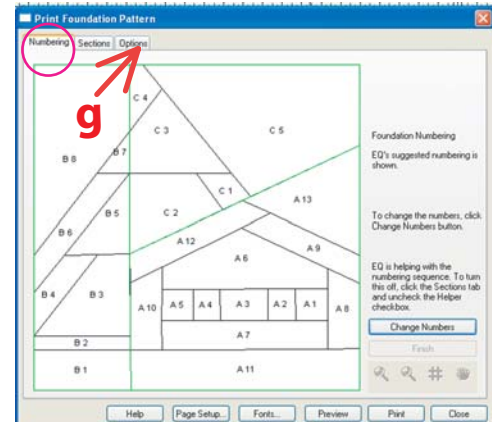 Print Foundation Pattern
Numbering Sections Options
g
C 4
C 3
C 5
B 8
B 7
C 1
A 13
B 5
C 2
B 6
A 12
A 9
A 6
B 4
B 3
A 10
A 5
A 4
A 3
A 2
A 1
A 8
A 7
B 2
B 1
A 11
Foundation Numbering
EQ's suggested numbering is
shown.
To change the numbers, click
Change Numbers button.
EQ is helping with the
numbering sequence. To turn
this off, click the Sections tab
and uncheck the Helper
checkbox.
Change Numbers
Finish
Help Page Setup... Fonts... Preview Print Close